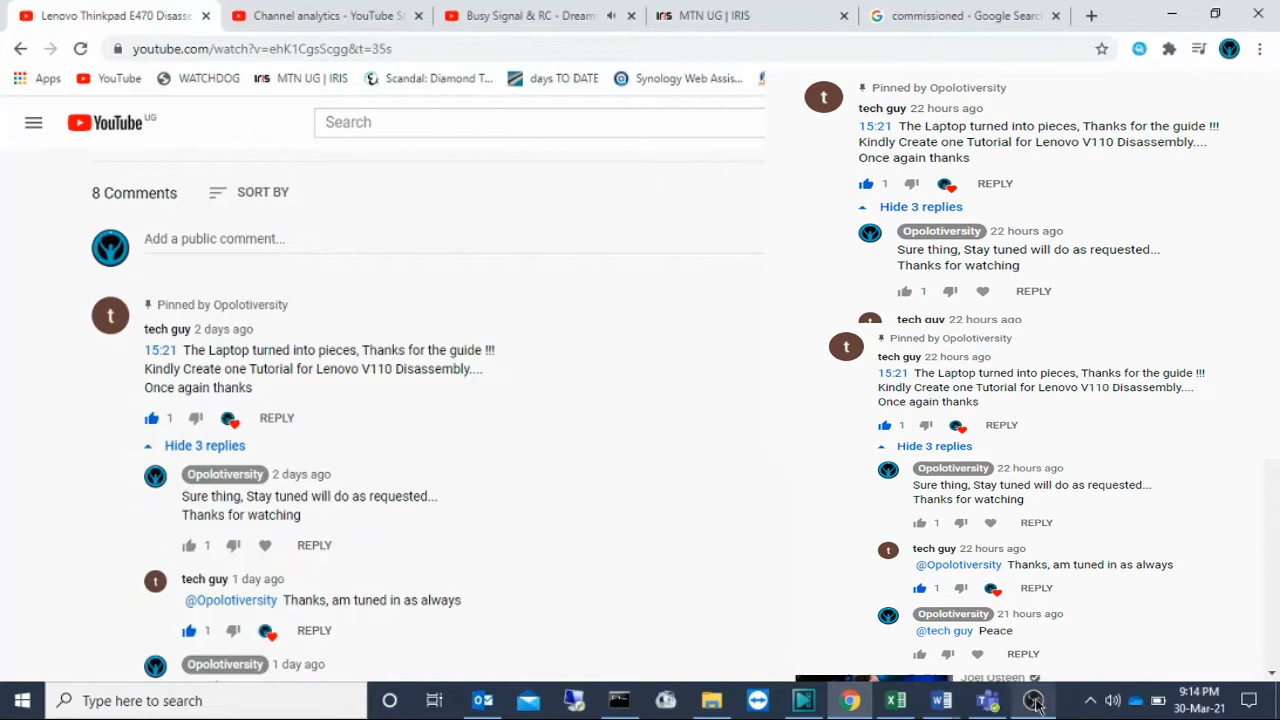 Lenovo Thinkpad E470 Disass
Channel analytics - YouTube St
Busy Signal & RC - Dream
MTN UG | IRIS
commissioned - Google Search
youtube.com/watch?v=ehK1CgsScgg&t=35s
Apps
YouTube
WATCHDOG
MTN UG | IRIS
Scandal: Diamond T...
days TO DATE
Synology Web Assis...
YouTube UG
Search
8 Comments
SORT BY
Add a public comment...
Pinned by Opolotiversity
tech guy 2 days ago
15:21 The Laptop turned into pieces, Thanks for the guide !!!
Kindly Create one Tutorial for Lenovo V110 Disassembly....
Once again thanks
1 REPLY
Hide 3 replies
Opolotiversity 2 days ago
Sure thing, Stay tuned will do as requested...
Thanks for watching
1 REPLY
tech guy 1 day ago
@Opolotiversity Thanks, am tuned in as always
1 REPLY
Opolotiversity 1 day ago
Pinned by Opolotiversity
tech guy 22 hours ago
15:21 The Laptop turned into pieces, Thanks for the guide !!!
Kindly Create one Tutorial for Lenovo V110 Disassembly....
Once again thanks
1 REPLY
Hide 3 replies
Opolotiversity 22 hours ago
Sure thing, Stay tuned will do as requested...
Thanks for watching
1 REPLY
tech guy 22 hours ago
Pinned by Opolotiversity
tech guy 22 hours ago
15:21 The Laptop turned into pieces, Thanks for the guide !!!
Kindly Create one Tutorial for Lenovo V110 Disassembly....
Once again thanks
1 REPLY
Hide 3 replies
Opolotiversity 22 hours ago
Sure thing, Stay tuned will do as requested...
Thanks for watching
1 REPLY
tech guy 22 hours ago
@Opolotiversity Thanks, am tuned in as always
1 REPLY
Opolotiversity 21 hours ago
@tech guy Peace
REPLY
Joel Osteen
Type here to search
9:14 PM
30-Mar-21